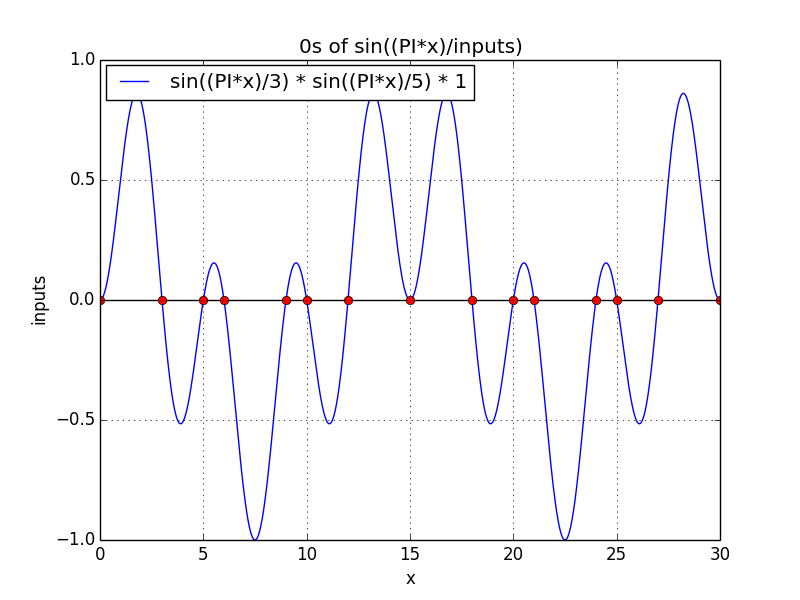 0s of sin((PI*x)/inputs)
sin((PI*x)/3) * sin((PI*x)/5) * 1
1.0
0.5
0.0
−0.5
−1.0
inputs
0 5 10 15 20 25 30
x